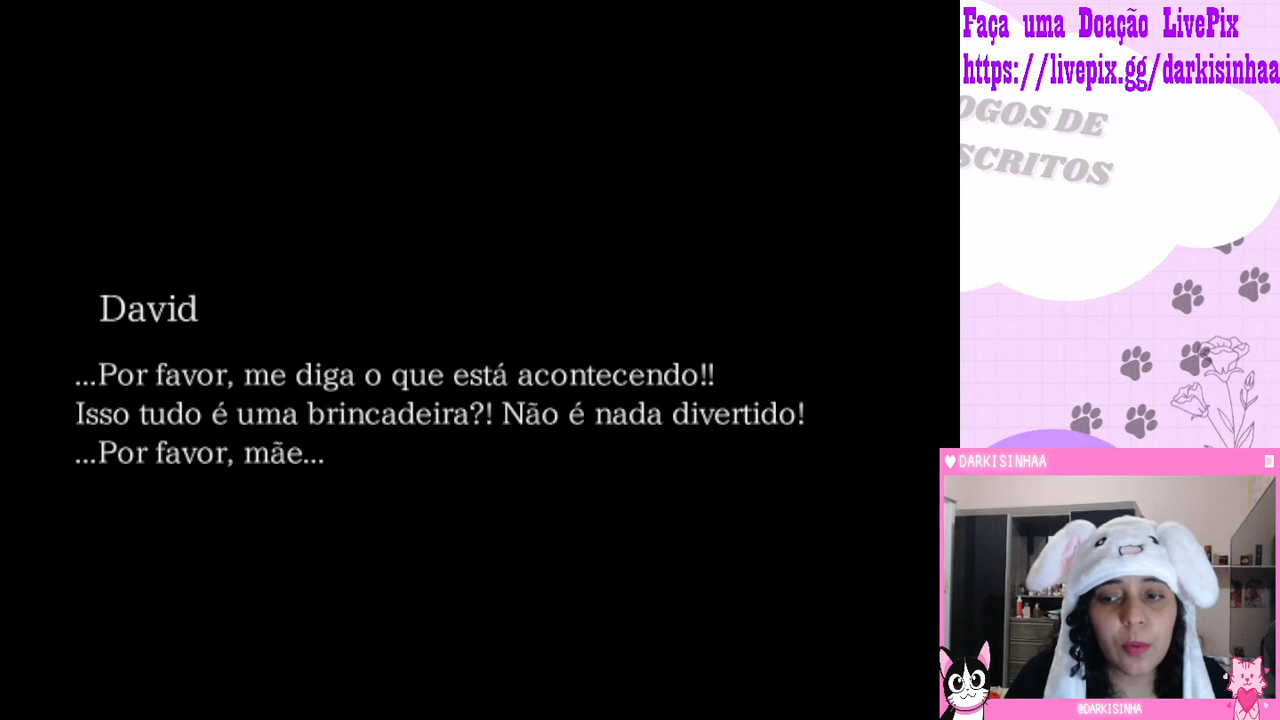 Faça uma Doação LivePix
https://livepix.gg/darkisinhaa
OGOS DE
SCRITOS
David
...Por favor, me diga o que está acontecendo!!
Isso tudo é uma brincadeira?! Não é nada divertido!
...Por favor, mãe...
DARKISINHAA
@DARKISINHA